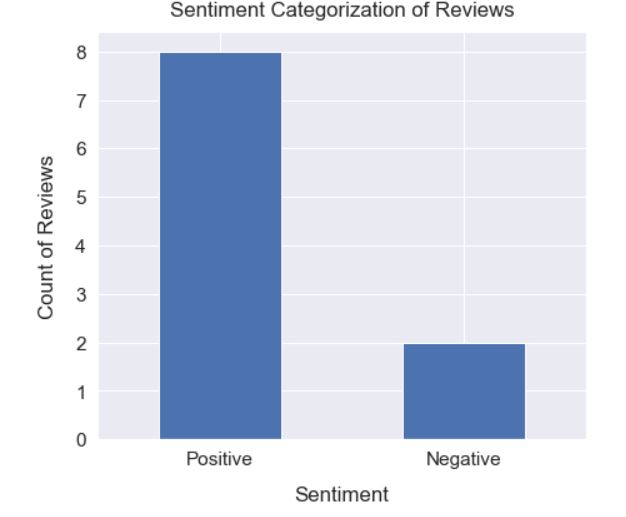 Sentiment Categorization of Reviews
Count of Reviews
8
7
6
5
4
3
2
1
0
Positive Negative
Sentiment